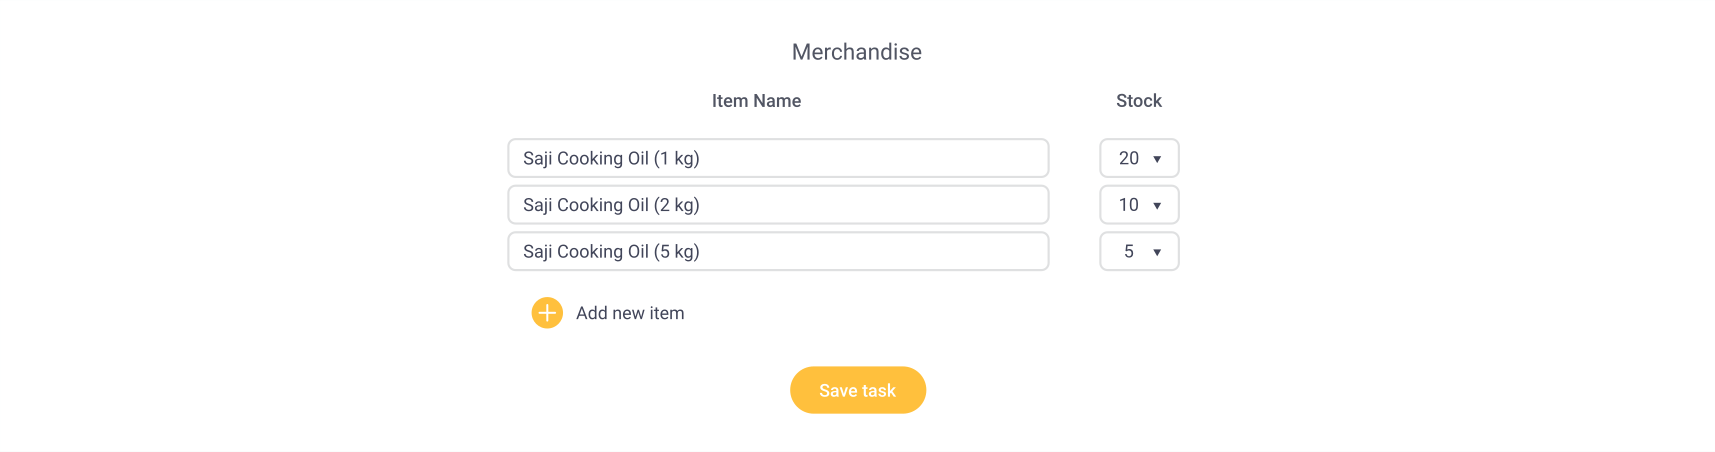 Merchandise
Item Name Stock
Saji Cooking Oil (1 kg) 20
Saji Cooking Oil (2 kg) 10
Saji Cooking Oil (5 kg) 5
Add new item
Save task